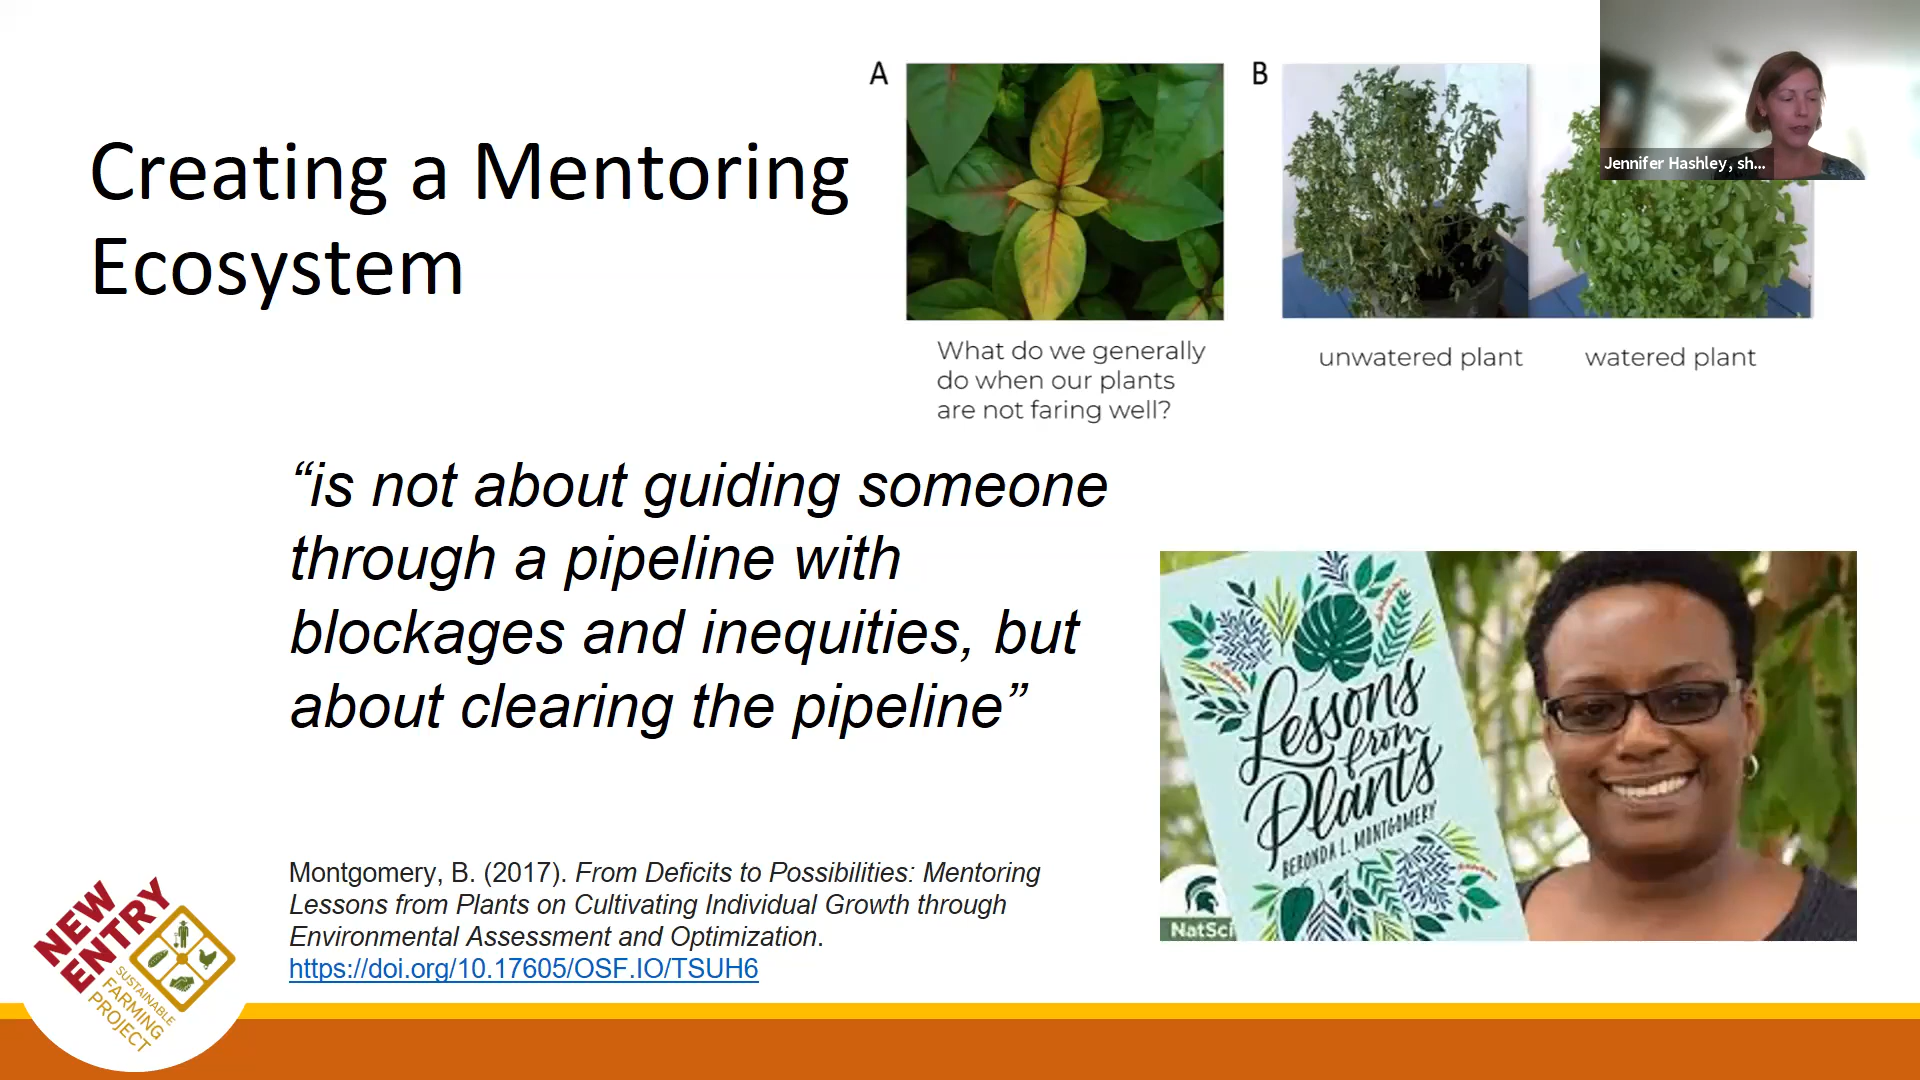 Creating a Mentoring
Ecosystem
A
B
Jennifer Hashley, sh...
What do we generally
do when our plants
are not faring well?
unwatered plant
watered plant
“is not about guiding someone
through a pipeline with
blockages and inequities, but
about clearing the pipeline”
Lessons
from
Plants
BERONDA L. MONTGOMERY
NatSci
Montgomery, B. (2017). From Deficits to Possibilities: Mentoring
Lessons from Plants on Cultivating Individual Growth through
Environmental Assessment and Optimization.
https://doi.org/10.17605/OSF.IO/TSUH6
NEW
ENTRY
SUSTAINABLE
FARMING
PROJECT